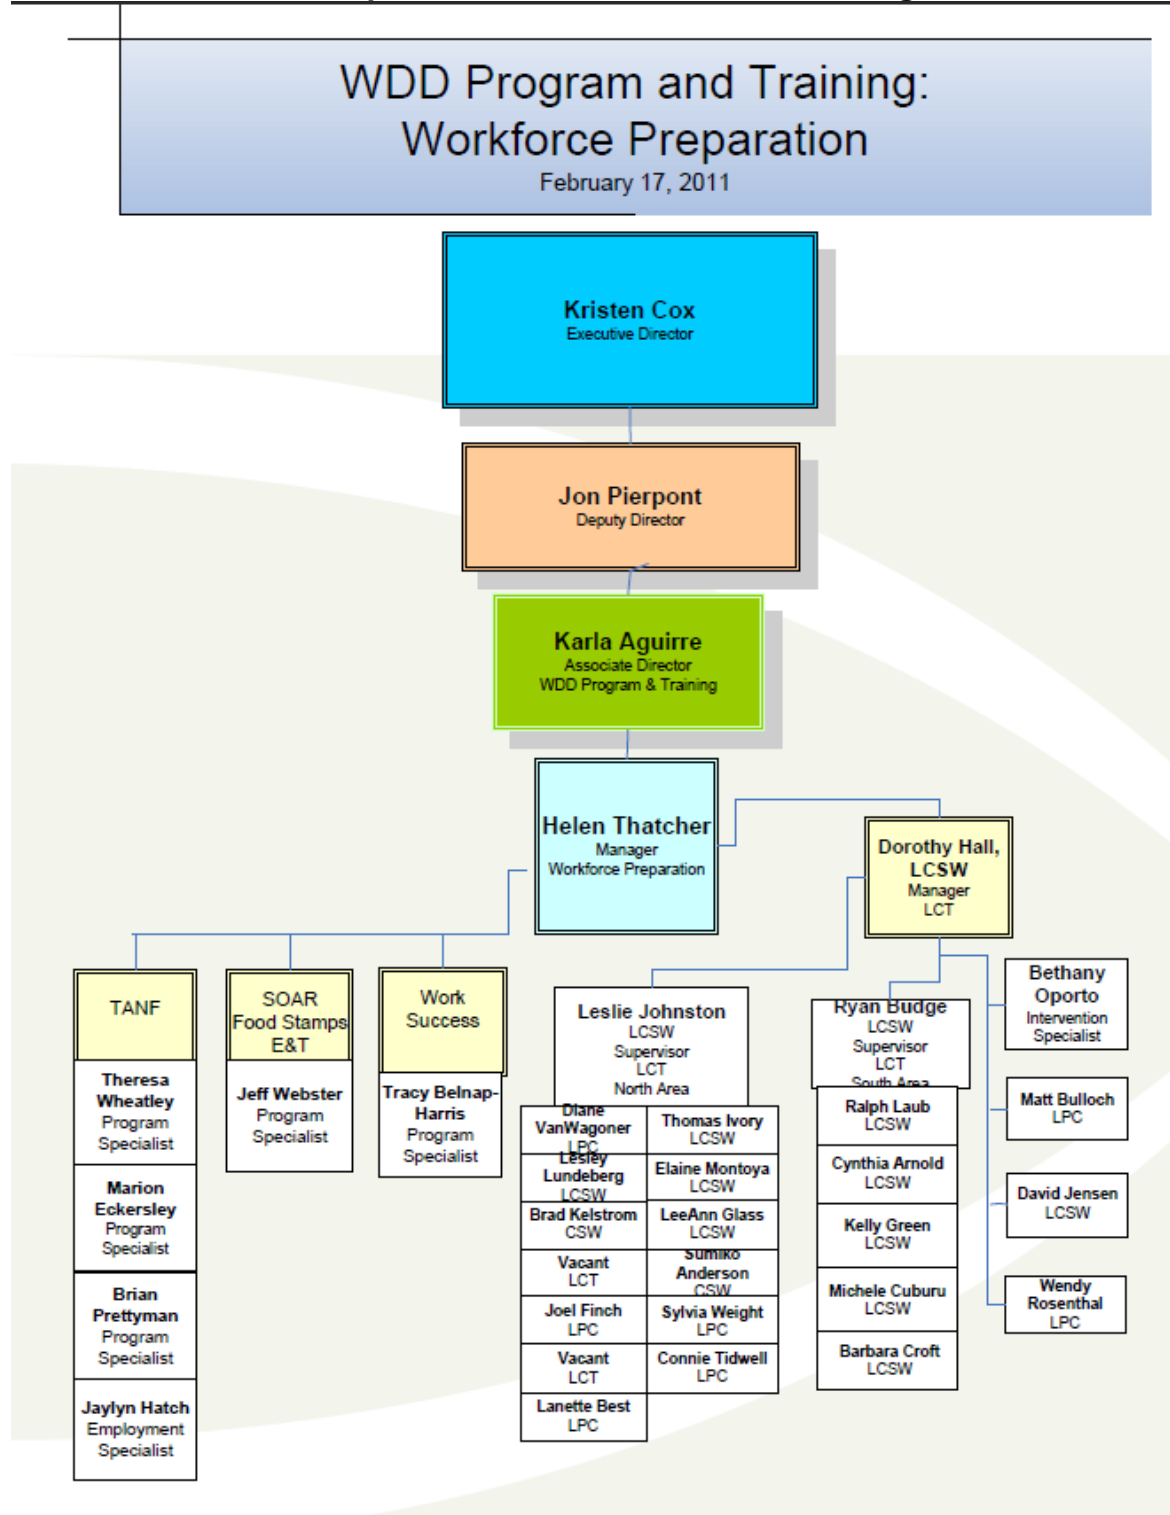 WDD Program and Training:
Workforce Preparation
February 17, 2011
Kristen Cox
Executive Director
Jon Pierpont
Deputy Director
Karla Aguirre
Associate Director
WDD Program & Training
Helen Thatcher
Manager
Workforce Preparation
Dorothy Hall,
LCSW
Manager
LCT
TANF
Theresa
Wheatley
Program
Specialist
Marion
Eckersley
Program
Specialist
Brian
Prettyman
Program
Specialist
Jaylyn Hatch
Employment
Specialist
SOAR
Food Stamps
E&T
Jeff Webster
Program
Specialist
Work
Success
Tracy Belnap-
Harris
Program
Specialist
Leslie Johnston
LCSW
Supervisor
LCT
North Area
Diane
VanWagoner
LPC
Lesley
Lundeberg
LCSW
Brad Kelstrom
CSW
Vacant
LCT
Joel Finch
LPC
Vacant
LCT
Lanette Best
LPC
Thomas Ivory
LCSW
Elaine Montoya
LCSW
LeeAnn Glass
LCSW
Sumiko
Anderson
CSW
Sylvia Weight
LPC
Connie Tidwell
LPC
Ryan Budge
LCSW
Supervisor
LCT
South Area
Ralph Laub
LCSW
Cynthia Arnold
LCSW
Kelly Green
LCSW
Michele Cuburu
LCSW
Barbara Croft
LCSW
Bethany
Oporto
Intervention
Specialist
Matt Bulloch
LPC
David Jensen
LCSW
Wendy
Rosenthal
LPC